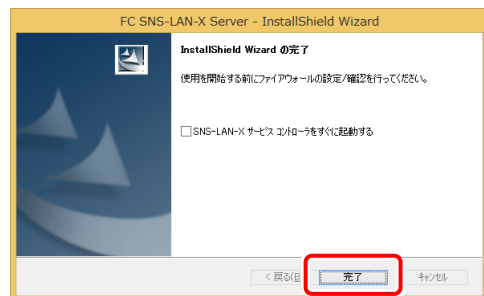 FC SNS-LAN-X Server - InstallShield Wizard
InstallShield Wizard の完了
使用を開始する前にファイアウォールの設定/確認を行ってください。
SNS-LAN-X サービス コントローラをすぐに起動する
< 戻る(B
完了
キャンセル